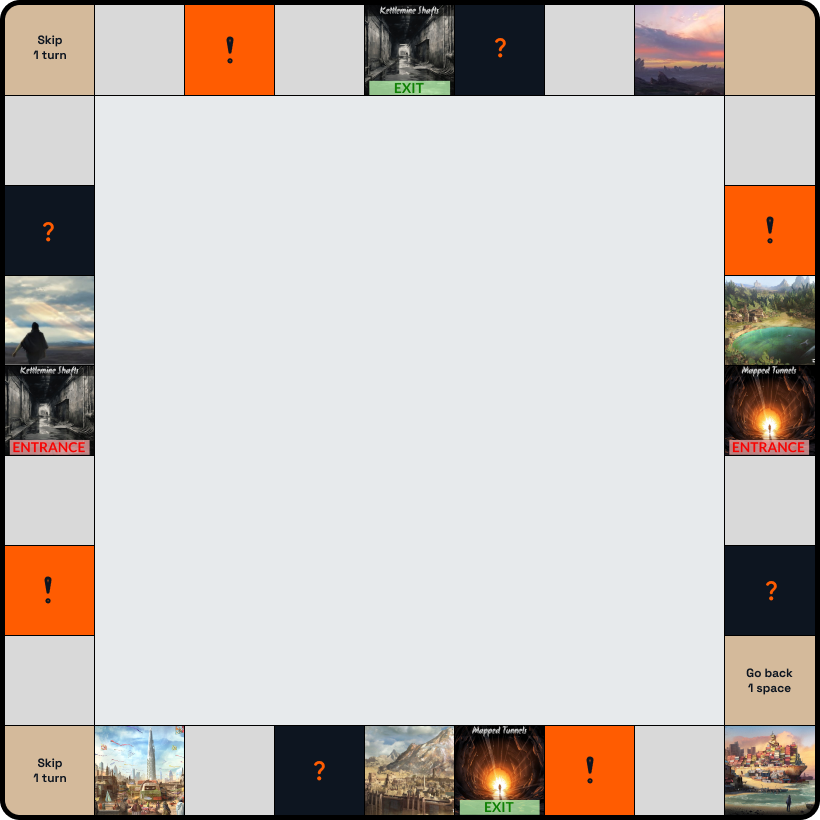 Skip
1 turn
!
Kettlemine Shafts
EXIT
?
?
!
Kettlemine Shafts
ENTRANCE
Mapped Tunnels
ENTRANCE
!
?
Go back
1 space
Skip
1 turn
?
Mapped Tunnels
EXIT
!